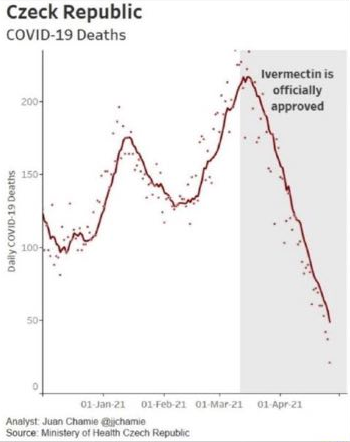 Czeck Republic
COVID-19 Deaths
Ivermectin is
officially
approved
Daily COVID-19 Deaths
200
150
100
50
0
01-Jan-21
01-Feb-21
01-Mar-21
01-Apr-21
Analyst: Juan Chamie @jjchamie
Source: Ministry of Health Czech Republic